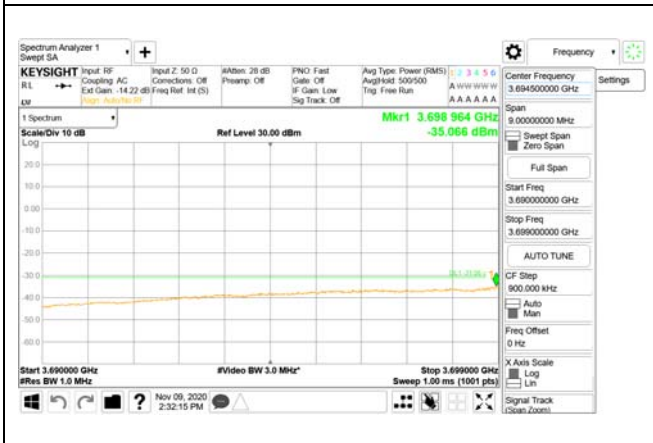 Spectrum Analyzer 1
Swept SA
+
Frequency
KEYSIGHT
Input: RF
Coupling: AC
Ext Gain: -14.22 dB
Align: Auto/No RF
Input Z: 50 Ω
Corrections: Off
Freq Ref: Int (S)
#Atten: 28 dB
Preamp: Off
PNO: Fast
Gate: Off
IF Gain: Low
Sig Track: Off
Avg Type: Power (RMS)
Avg|Hold: 500/500
Trig: Free Run
1 2 3 4 5 6
A W W W W W
A A A A A A
RL
1 Spectrum
Scale/Div 10 dB
Ref Level 30.00 dBm
Mkr1 3.698 964 GHz
-35.066 dBm
Log
20.0
10.0
0.00
-10.0
-20.0
-30.0
-40.0
-50.0
-60.0
1
Start 3.690000 GHz
#Res BW 1.0 MHz
#Video BW 3.0 MHz*
Stop 3.699000 GHz
Sweep 1.00 ms (1001 pts)
Nov 09, 2020
2:32:15 PM
?
Center Frequency
3.694500000 GHz
Settings
Span
9.00000000 MHz
Swept Span
Zero Span
Full Span
Start Freq
3.690000000 GHz
Stop Freq
3.699000000 GHz
AUTO TUNE
CF Step
900.000 kHz
Auto
Man
Freq Offset
0 Hz
X Axis Scale
Log
Lin
Signal Track
(Span Zoom)